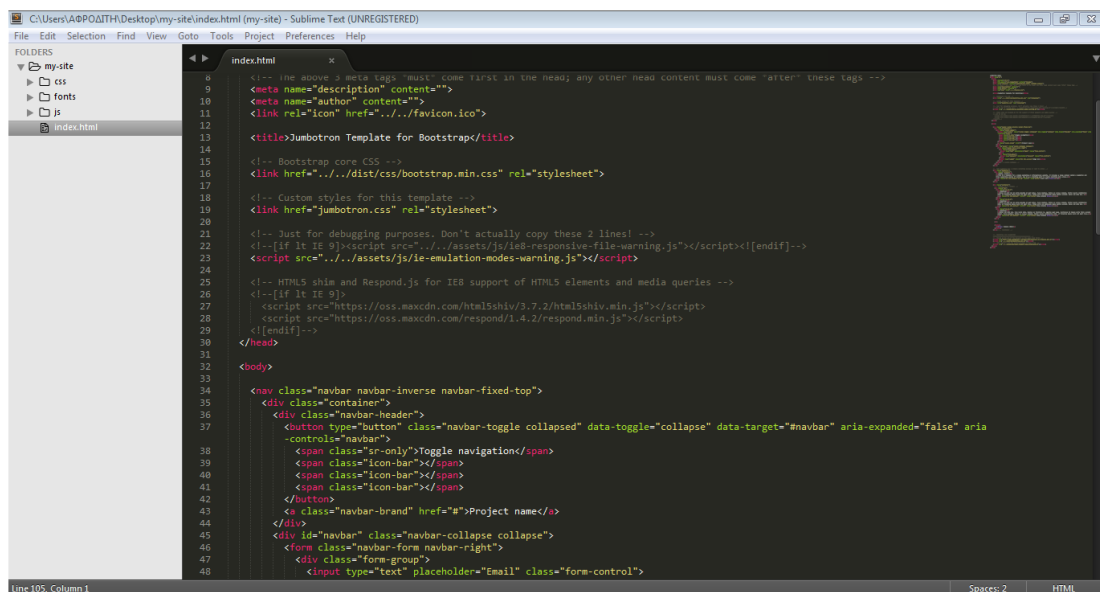 C:\Users\ΑΦΡΟΔΙΤΗ\Desktop\my-site\index.html (my-site) - Sublime Text (UNREGISTERED)
File Edit Selection Find View Goto Tools Project Preferences Help
FOLDERS
my-site
css
fonts
js
index.html
index.html ×
8 <!-- The above 3 meta tags *must* come first in the head; any other head content must come *after* these tags -->
9 <meta name="description" content="">
10 <meta name="author" content="">
11 <link rel="icon" href="../../favicon.ico">
12
13 <title>Jumbotron Template for Bootstrap</title>
14
15 <!-- Bootstrap core CSS -->
16 <link href="../../dist/css/bootstrap.min.css" rel="stylesheet">
17
18 <!-- Custom styles for this template -->
19 <link href="jumbotron.css" rel="stylesheet">
20
21 <!-- Just for debugging purposes. Don't actually copy these 2 lines! -->
22 <!--[if lt IE 9]><script src="../../assets/js/ie8-responsive-file-warning.js"></script><![endif]-->
23 <script src="../../assets/js/ie-emulation-modes-warning.js"></script>
24
25 <!-- HTML5 shim and Respond.js for IE8 support of HTML5 elements and media queries -->
26 <!--[if lt IE 9]>
27 <script src="https://oss.maxcdn.com/html5shiv/3.7.2/html5shiv.min.js"></script>
28 <script src="https://oss.maxcdn.com/respond/1.4.2/respond.min.js"></script>
29 <![endif]-->
30 </head>
31
32 <body>
33
34 <nav class="navbar navbar-inverse navbar-fixed-top">
35 <div class="container">
36 <div class="navbar-header">
37 <button type="button" class="navbar-toggle collapsed" data-toggle="collapse" data-target="#navbar" aria-expanded="false" aria
-controls="navbar">
38 <span class="sr-only">Toggle navigation</span>
39 <span class="icon-bar"></span>
40 <span class="icon-bar"></span>
41 <span class="icon-bar"></span>
42 </button>
43 <a class="navbar-brand" href="#">Project name</a>
44 </div>
45 <div id="navbar" class="navbar-collapse collapse">
46 <form class="navbar-form navbar-right">
47 <div class="form-group">
48 <input type="text" placeholder="Email" class="form-control">
Line 105, Column 1 Spaces: 2 HTML